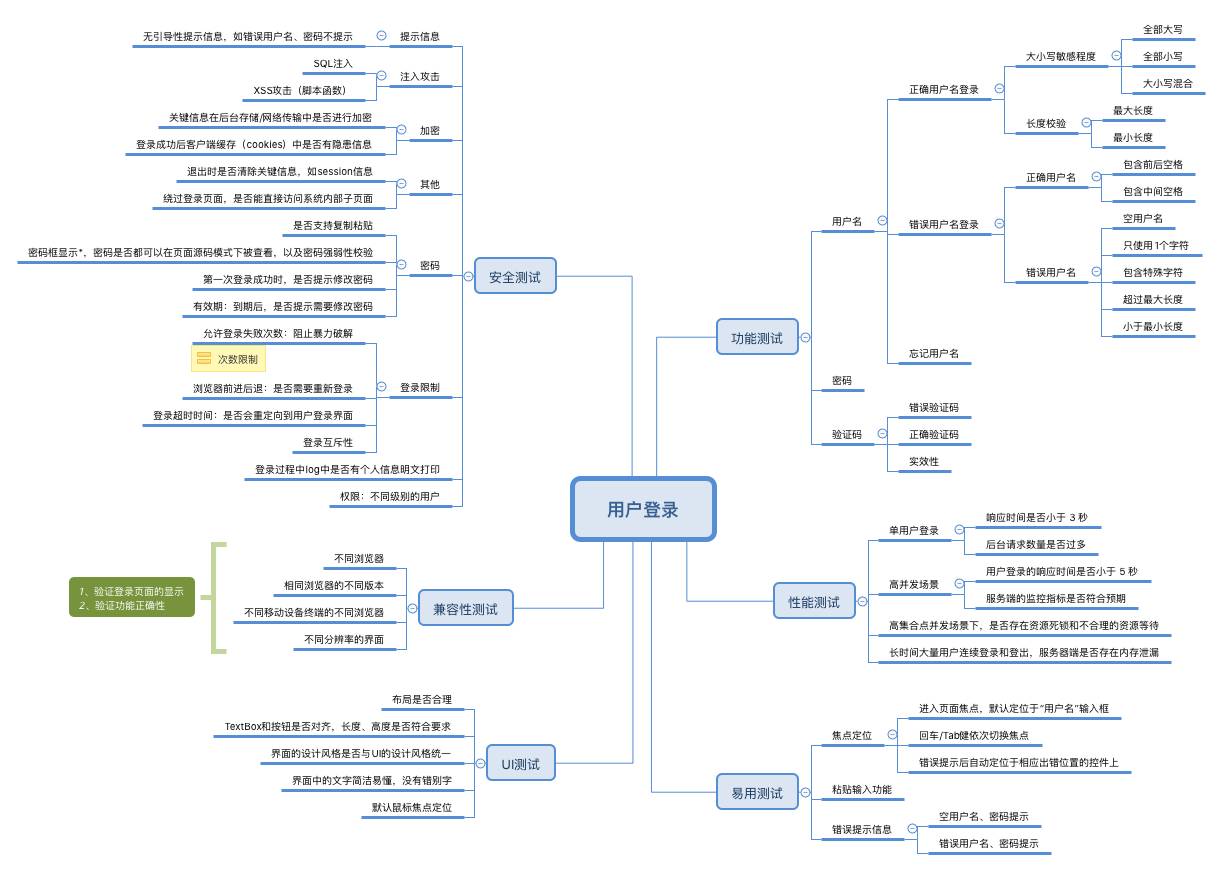 用户登录
功能测试
用户名
正确用户名登录
大小写敏感程度
全部大写
全部小写
大小写混合
长度校验
最大长度
最小长度
错误用户名登录
正确用户名
包含前后空格
包含中间空格
错误用户名
空用户名
只使用1个字符
包含特殊字符
超过最大长度
小于最小长度
忘记用户名
密码
验证码
错误验证码
正确验证码
实效性
性能测试
单用户登录
响应时间是否小于 3 秒
后台请求数量是否过多
高并发场景
用户登录的响应时间是否小于 5 秒
服务端的监控指标是否符合预期
高集合点并发场景下，是否存在资源死锁和不合理的资源等待
长时间大量用户连续登录和登出，服务器端是否存在内存泄漏
易用测试
焦点定位
进入页面焦点，默认定位于“用户名”输入框
回车/Tab健依次切换焦点
错误提示后自动定位于相应出错位置的控件上
粘贴输入功能
错误提示信息
空用户名、密码提示
错误用户名、密码提示
安全测试
提示信息
无引导性提示信息，如错误用户名、密码不提示
注入攻击
SQL注入
XSS攻击（脚本函数）
加密
关键信息在后台存储/网络传输中是否进行加密
登录成功后客户端缓存（cookies）中是否有隐患信息
其他
退出时是否清除关键信息，如session信息
绕过登录页面，是否能直接访问系统内部子页面
密码
是否支持复制粘贴
密码框显示*，密码是否都可以在页面源码模式下被查看，以及密码强弱性校验
第一次登录成功时，是否提示修改密码
有效期：到期后，是否提示需要修改密码
登录限制
允许登录失败次数：阻止暴力破解
次数限制
浏览器前进后退：是否需要重新登录
登录超时时间：是否会重定向到用户登录界面
登录互斥性
登录过程中log中是否有个人信息明文打印
权限：不同级别的用户
兼容性测试
不同浏览器
相同浏览器的不同版本
不同移动设备终端的不同浏览器
不同分辨率的界面
1、验证登录页面的显示
2、验证功能正确性
UI测试
布局是否合理
TextBox和按钮是否对齐，长度、高度是否符合要求
界面的设计风格是否与UI的设计风格统一
界面中的文字简洁易懂，没有错别字
默认鼠标焦点定位